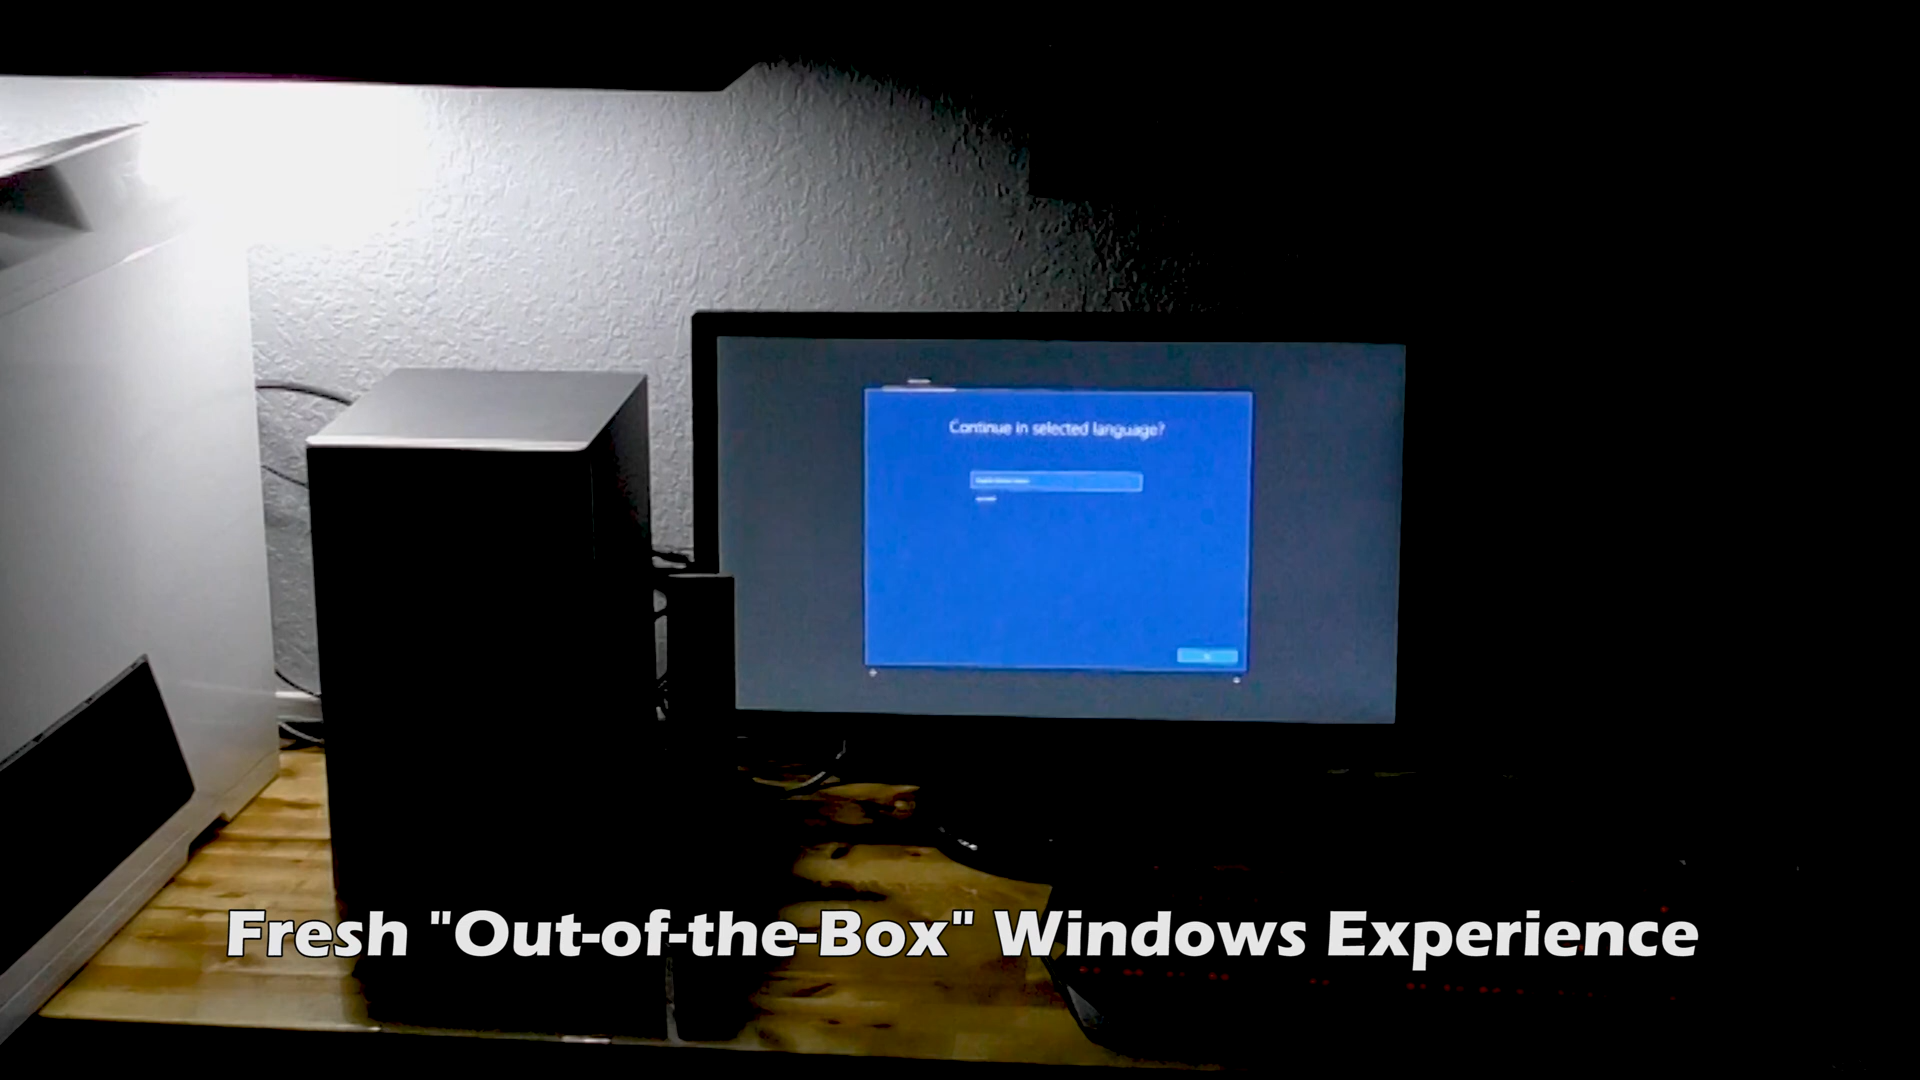 Continue in selected language?
Fresh "Out-of-the-Box" Windows Experience